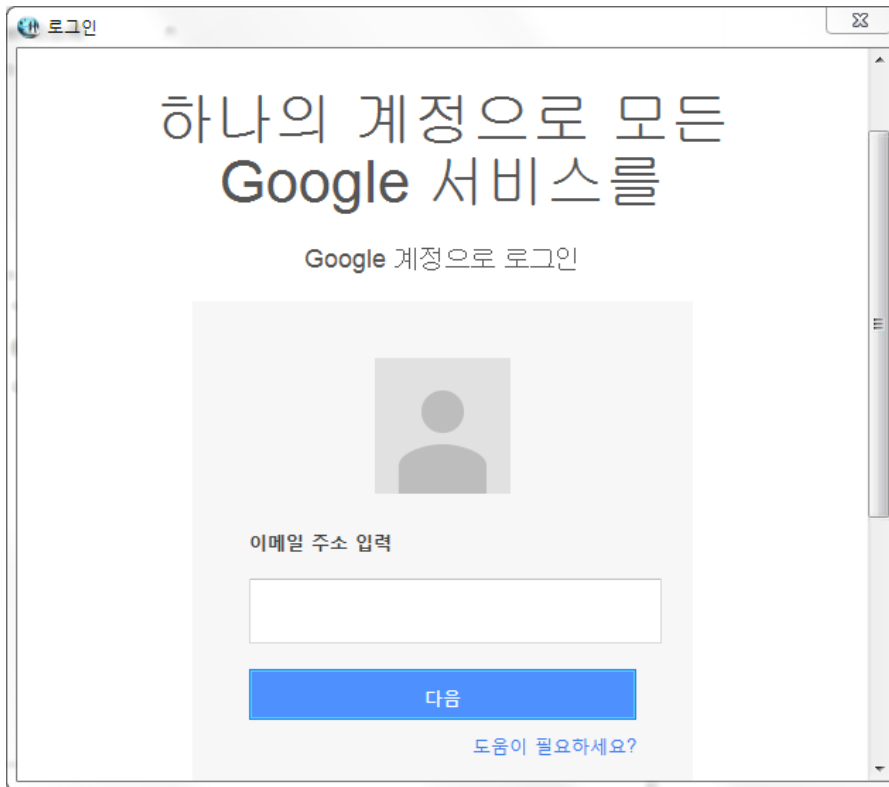 로그인
하나의 계정으로 모든
Google 서비스를
Google 계정으로 로그인
이메일 주소 입력
다음
도움이 필요하세요?